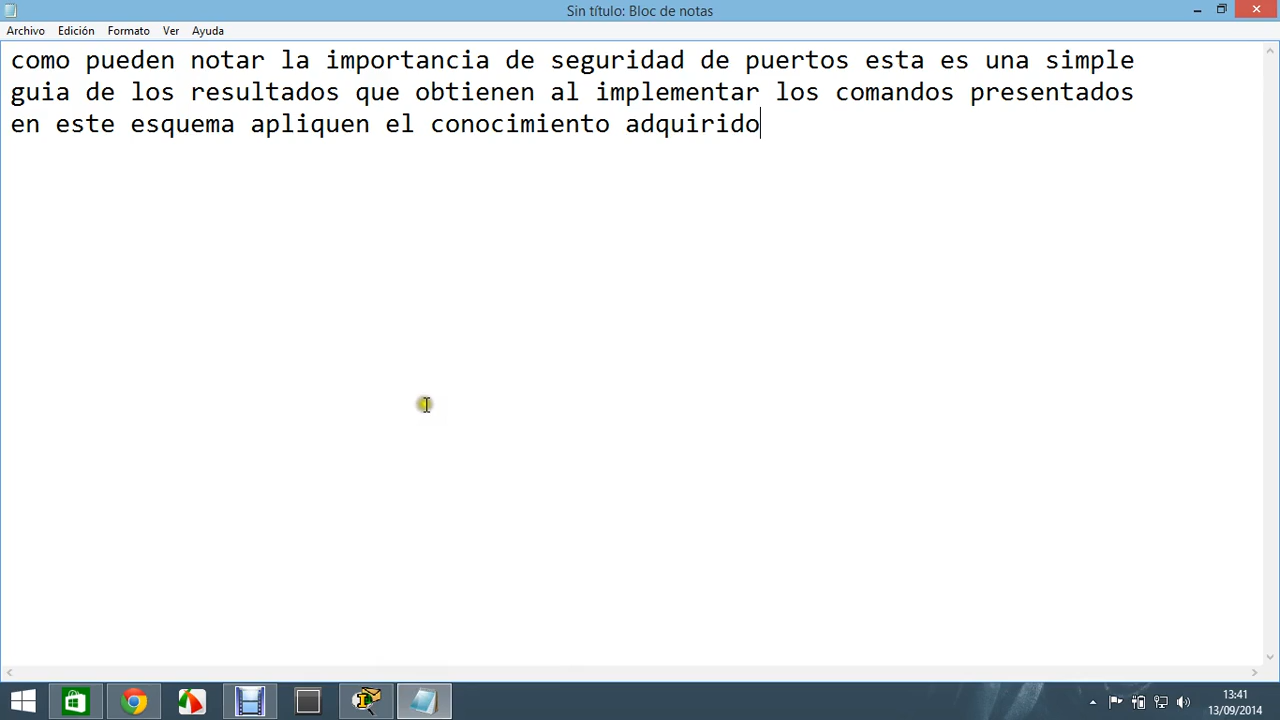 Sin título: Bloc de notas
Archivo Edición Formato Ver Ayuda
como pueden notar la importancia de seguridad de puertos esta es una simple
guia de los resultados que obtienen al implementar los comandos presentados
en este esquema apliquen el conocimiento adquirido
13:41
13/09/2014